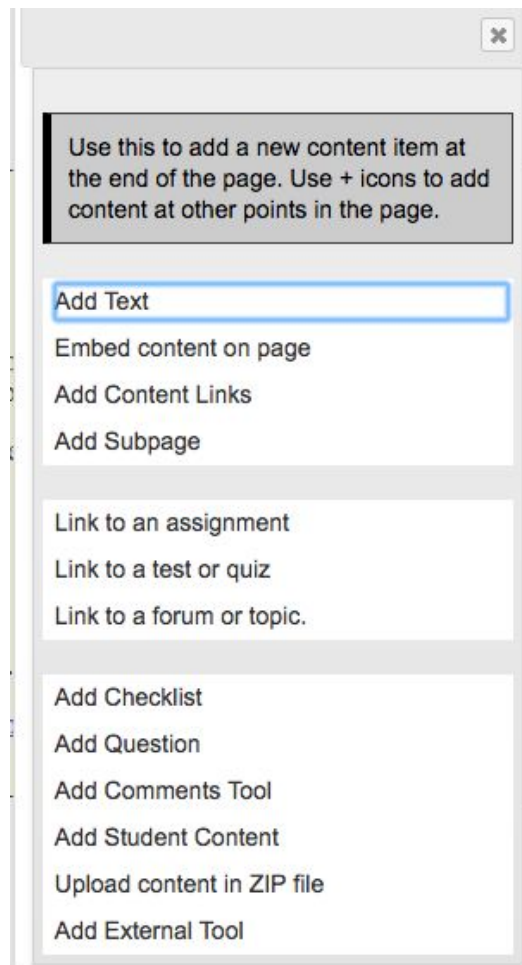 Use this to add a new content item at
the end of the page. Use + icons to add
content at other points in the page.
Add Text
Embed content on page
Add Content Links
Add Subpage
Link to an assignment
Link to a test or quiz
Link to a forum or topic.
Add Checklist
Add Question
Add Comments Tool
Add Student Content
Upload content in ZIP file
Add External Tool